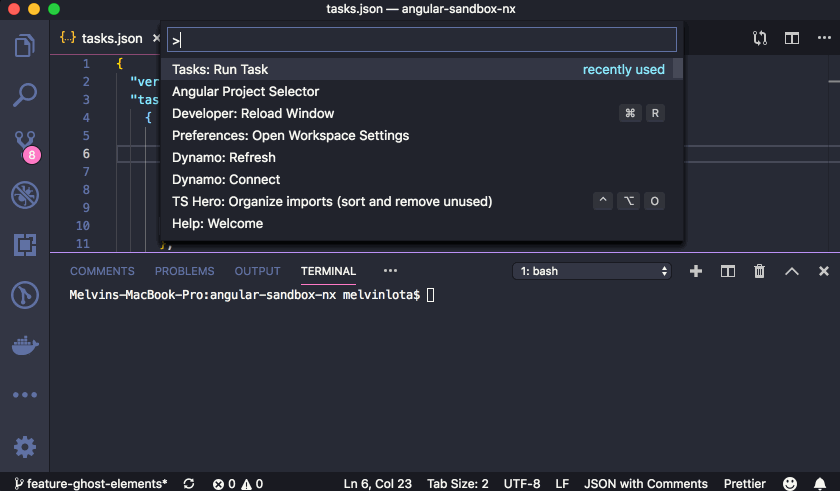 tasks.json — angular-sandbox-nx
{..} tasks.json ×
>
Tasks: Run Task recently used
Angular Project Selector
Developer: Reload Window ⌘ R
Preferences: Open Workspace Settings
Dynamo: Refresh
Dynamo: Connect
TS Hero: Organize imports (sort and remove unused) ^ ⌥ O
Help: Welcome
1 {
2 "ver
3 "tas
4 {
5
6
7
8
9
10
11 },
8
COMMENTS PROBLEMS OUTPUT TERMINAL ••• 1: bash
Melvins-MacBook-Pro:angular-sandbox-nx melvinlota$
feature-ghost-elements* 0 0 Ln 6, Col 23 Tab Size: 2 UTF-8 LF JSON with Comments Prettier